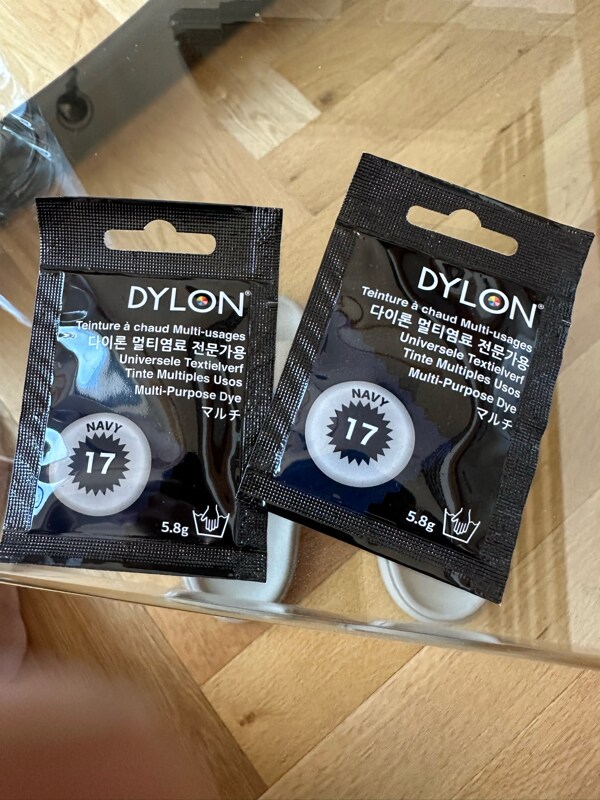 DYLON®
Teinture à chaud Multi-usages
다이론 멀티염료 전문가용
Universele Textielverf
Tinte Multiples Usos
Multi-Purpose Dye
マルチ
NAVY
17
5.8g
DYLON®
Teinture à chaud Multi-usages
다이론 멀티염료 전문가용
Universele Textielverf
Tinte Multiples Usos
Multi-Purpose Dye
マルチ
NAVY
17
5.8g